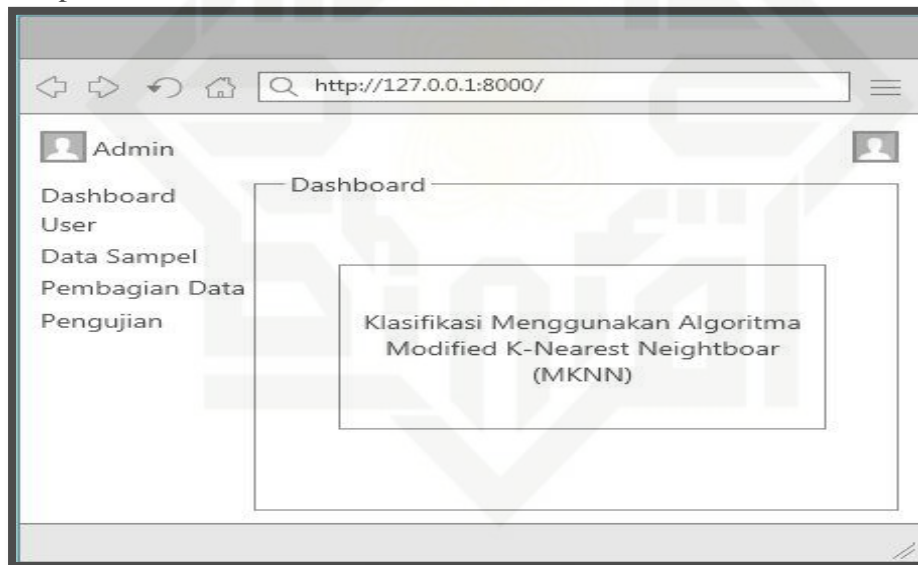 http://127.0.0.1:8000/
Admin
Dashboard
User
Data Sampel
Pembagian Data
Pengujian
Dashboard
Klasifikasi Menggunakan Algoritma
Modified K-Nearest Neightboar
(MKNN)